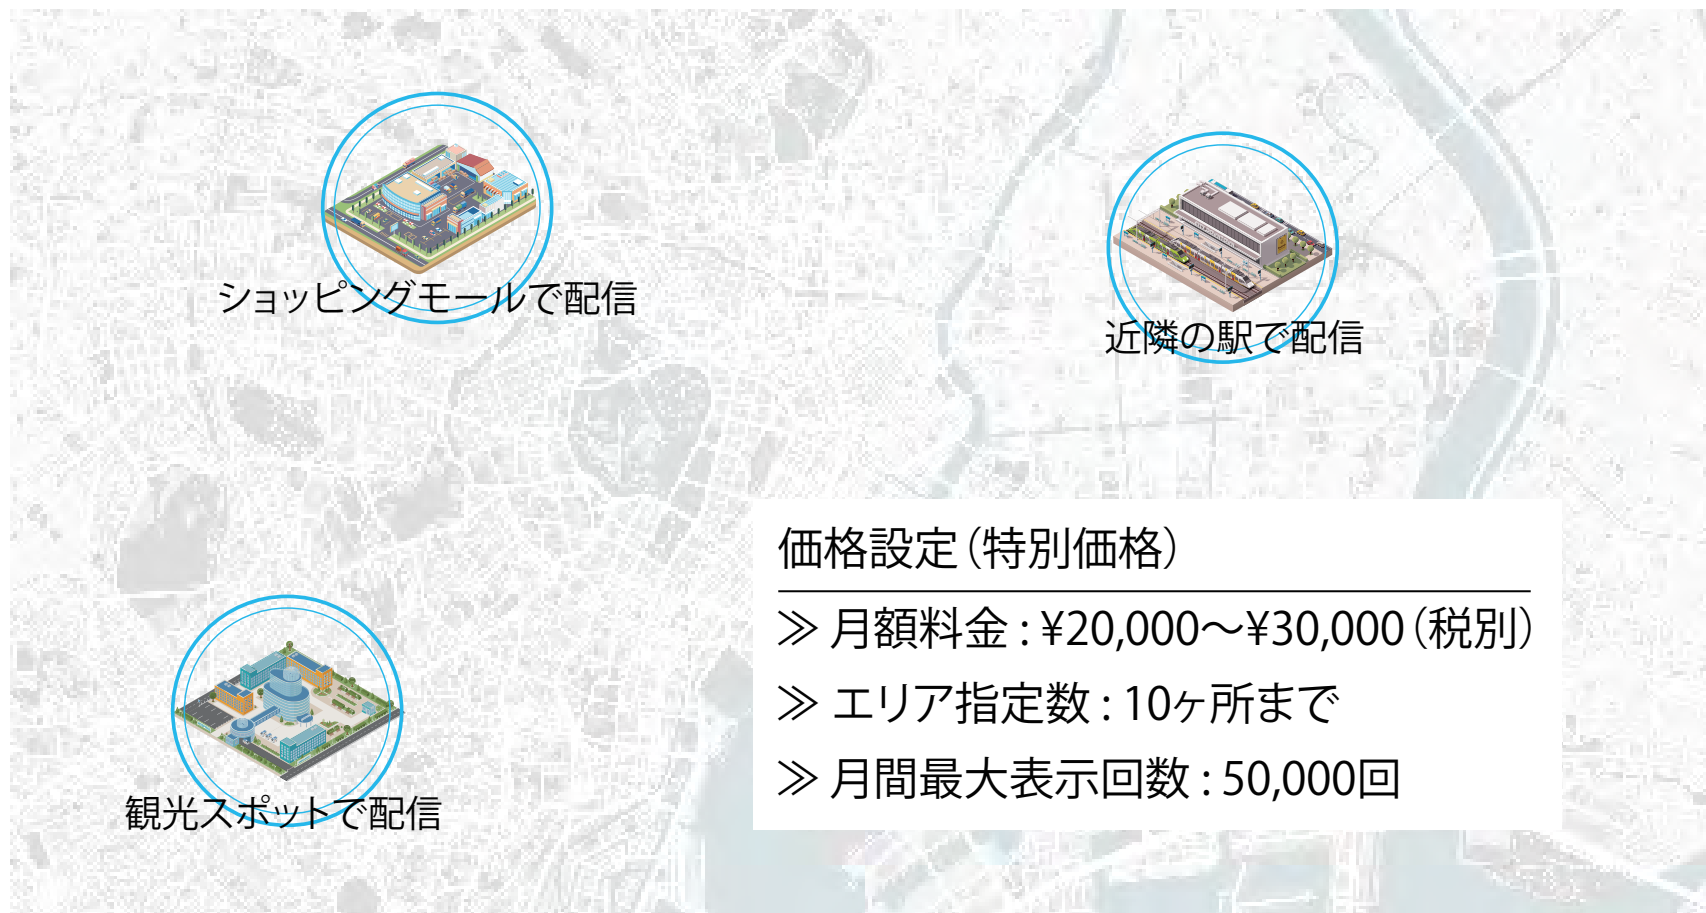 ショッピングモールで配信
近隣の駅で配信
価格設定（特別価格）
≫ 月額料金 : ¥20,000〜¥30,000（税別）
≫ エリア指定数 : 10ヶ所まで
≫ 月間最大表示回数 : 50,000回
観光スポットで配信